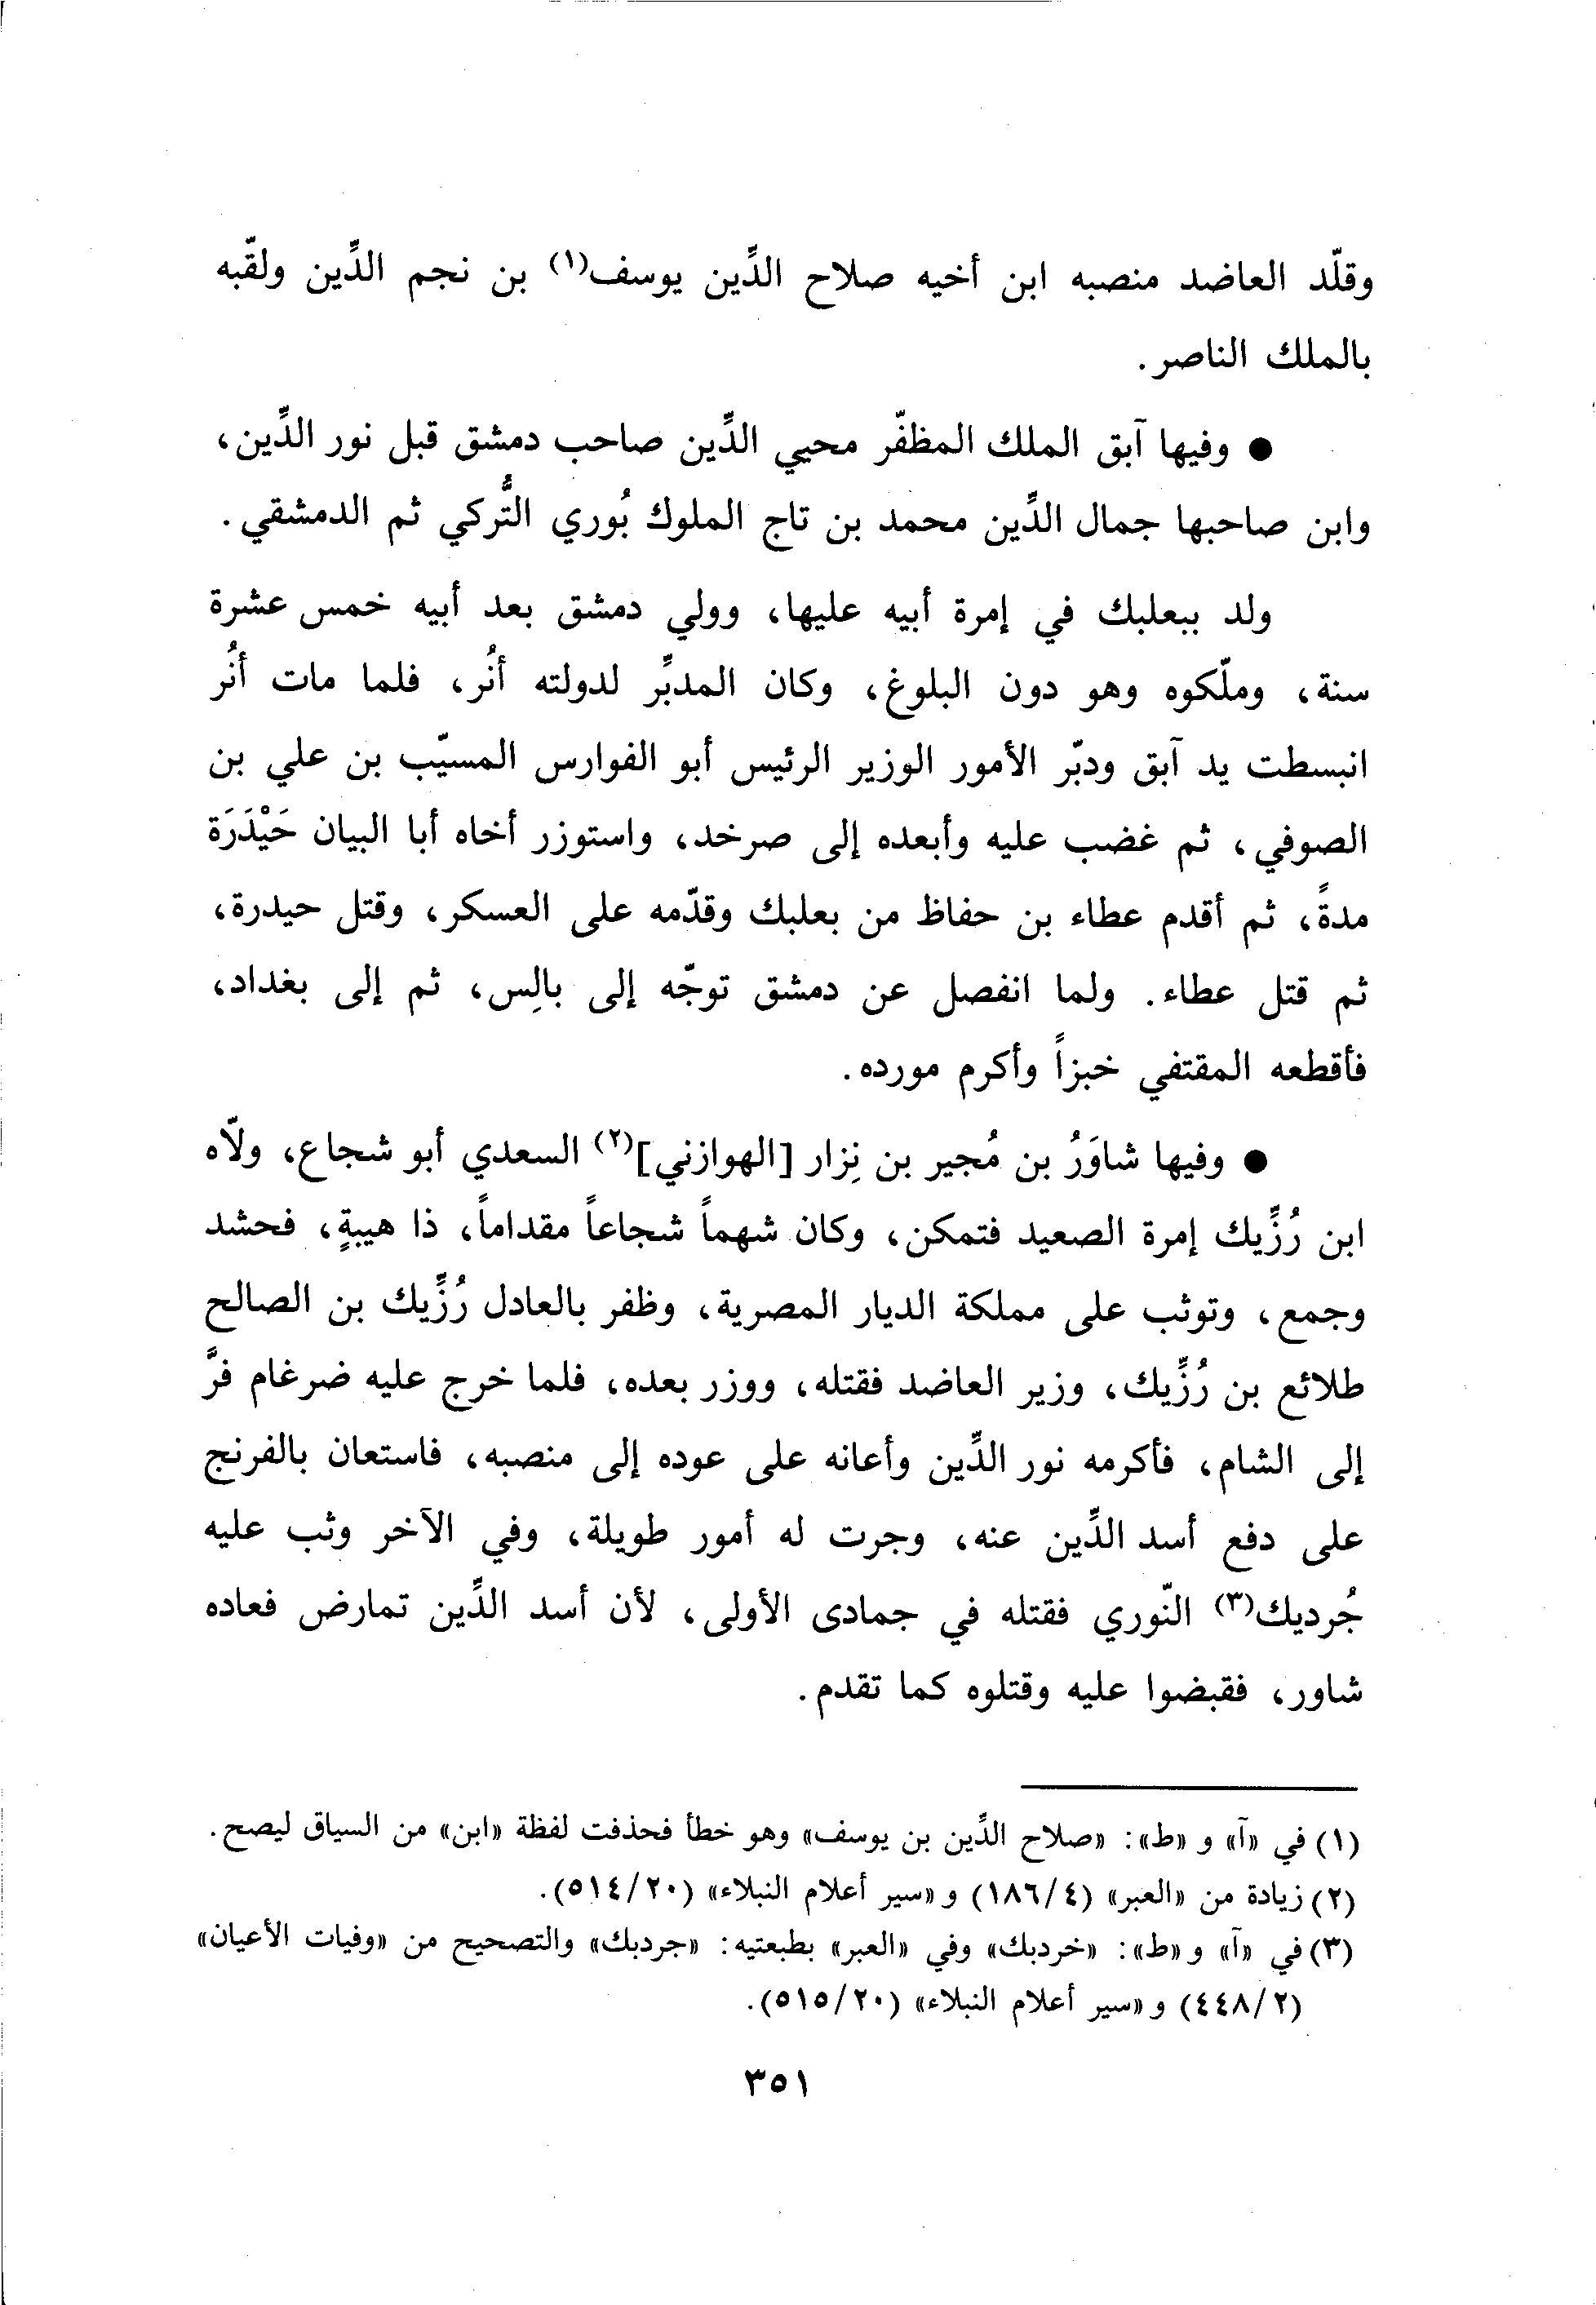 وقلّد العاضد منصبه ابن أخيه صلاح الدِّين يوسف(١) بن نجم الدِّين ولقّبه
بالملك الناصر.
● وفيها آبق الملك المظفّر محيي الدِّين صاحب دمشق قبل نور الدِّين،
وابن صاحبها جمال الدِّين محمد بن تاج الملوك بُوري التُّركي ثم الدمشقي.
ولد ببعلبك في إمرة أبيه عليها، وولي دمشق بعد أبيه خمس عشرة
سنة، وملّكوه وهو دون البلوغ، وكان المدبِّر لدولته أنُر، فلما مات أنُر
انبسطت يد آبق ودبّر الأمور الوزير الرئيس أبو الفوارس المسيّب بن علي بن
الصوفي، ثم غضب عليه وأبعده إلى صرخد، واستوزر أخاه أبا البيان حَيْدَرَة
مدةً، ثم أقدم عطاء بن حفاظ من بعلبك وقدّمه على العسكر، وقتل حيدرة،
ثم قتل عطاء. ولما انفصل عن دمشق توجّه إلى بالِس، ثم إلى بغداد،
فأقطعه المقتفي خبزاً وأكرم مورده.
● وفيها شاوَرُ بن مُجير بن نِزار [الهوازني](٢) السعدي أبو شجاع، ولّاه
ابن رُزِّيك إمرة الصعيد فتمكن، وكان شهماً شجاعاً مقداماً، ذا هيبةٍ، فحشد
وجمع، وتوثب على مملكة الديار المصرية، وظفر بالعادل رُزِّيك بن الصالح
طلائع بن رُزِّيك، وزير العاضد فقتله، ووزر بعده، فلما خرج عليه ضرغام فرَّ
إلى الشام، فأكرمه نور الدِّين وأعانه على عوده إلى منصبه، فاستعان بالفرنج
على دفع أسد الدِّين عنه، وجرت له أمور طويلة، وفي الآخر وثب عليه
جُرديك(٣) النّوري فقتله في جمادى الأولى، لأن أسد الدِّين تمارض فعاده
شاور، فقبضوا عليه وقتلوه كما تقدم.
(١) في «آ» و «ط»: «صلاح الدِّين بن يوسف» وهو خطأ فحذفت لفظة «ابن» من السياق ليصح.
(٢) زيادة من «العبر» (٤/١٨٦) و «سير أعلام النبلاء» (٢٠/٥١٤).
(٣) في «آ» و «ط»: «خردبك» وفي «العبر» بطبعتيه: «جردبك» والتصحيح من «وفيات الأعيان»
(٢/٤٤٨) و «سير أعلام النبلاء» (٢٠/٥١٥).
٣٥١